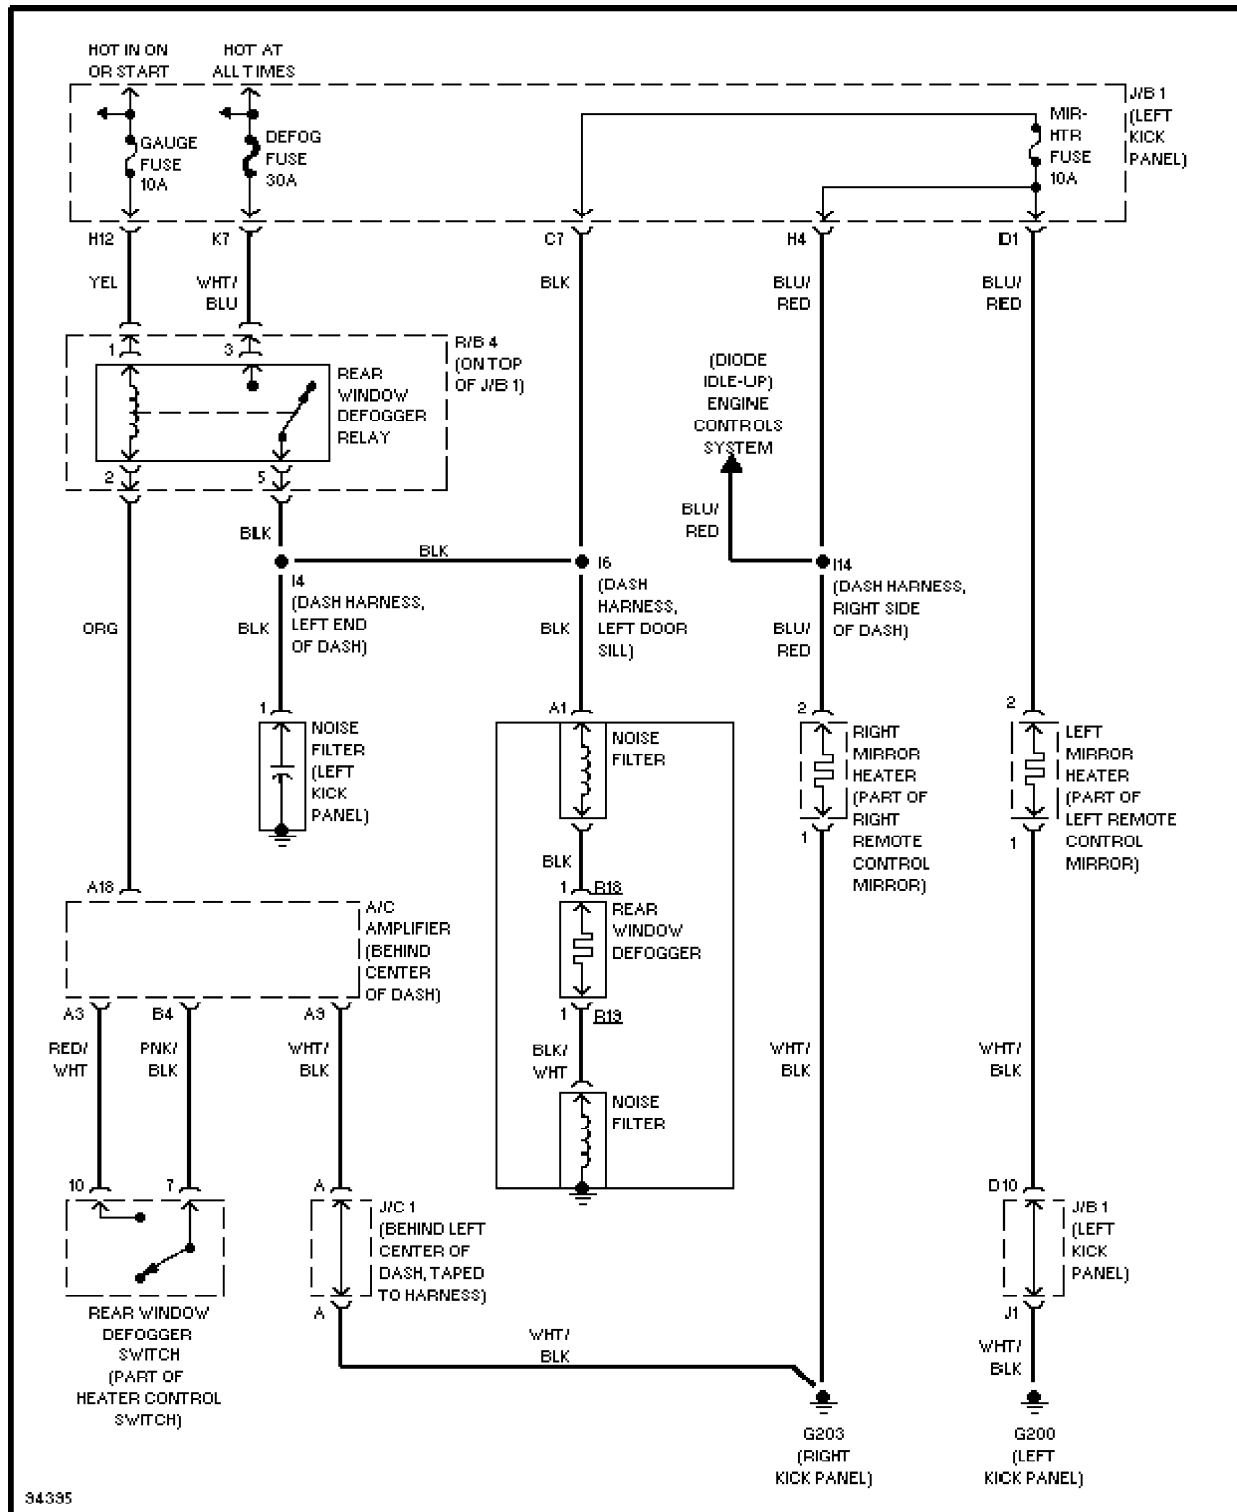 HOT IN ON
OR START
HOT AT
ALL TIMES
GAUGE
FUSE
10A
DEFOG
FUSE
30A
MIR-
HTR
FUSE
10A
J/B 1
(LEFT
KICK
PANEL)
H12
K7
C7
H4
ID1
YEL
WHT/
BLU
BLK
BLU/
RED
BLU/
RED
1
3
R/B 4
(ON TOP
OF J/B 1)
REAR
WINDOW
DEFOGGER
RELAY
2
5
(DIODE
IDLE-UP)
ENGINE
CONTROLS
SYSTEM
BLU/
RED
BLK
BLK
I4
(DASH HARNESS,
LEFT END
OF DASH)
I6
(DASH
HARNESS,
LEFT DOOR
SILL)
I14
(DASH HARNESS,
RIGHT SIDE
OF DASH)
ORG
BLK
BLK
BLU/
RED
1
NOISE
FILTER
(LEFT
KICK
PANEL)
A1
NOISE
FILTER
2
RIGHT
MIRROR
HEATER
(PART OF
RIGHT
REMOTE
CONTROL
MIRROR)
1
2
LEFT
MIRROR
HEATER
(PART OF
LEFT REMOTE
CONTROL
MIRROR)
1
BLK
1
R18
REAR
WINDOW
DEFOGGER
1
R19
A18
A/C
AMPLIFIER
(BEHIND
CENTER
OF DASH)
A3
B4
A9
RED/
WHT
PNK/
BLK
WHT/
BLK
BLK/
WHT
WHT/
BLK
WHT/
BLK
NOISE
FILTER
10
7
A
D10
J/C 1
(BEHIND LEFT
CENTER OF
DASH, TAPED
TO HARNESS)
J/B 1
(LEFT
KICK
PANEL)
A
J1
REAR WINDOW
DEFOGGER
SWITCH
(PART OF
HEATER CONTROL
SWITCH)
WHT/
BLK
WHT/
BLK
G203
(RIGHT
KICK PANEL)
G200
(LEFT
KICK PANEL)
94395